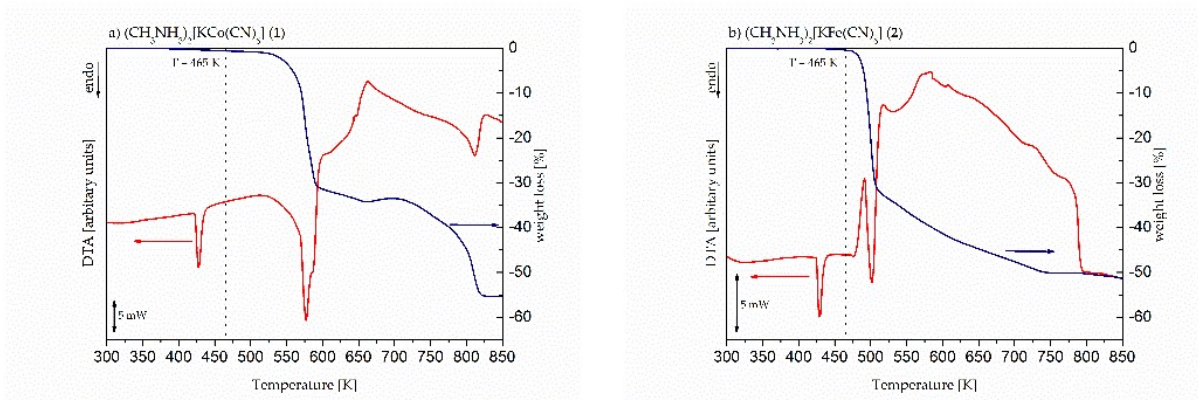 a) (CH₃NH₃)₂[KCo(CN)₆] (1)
endo
T = 465 K
DTA [arbitary units]
5 mW
0
-10
-20
-30
-40
-50
-60
weight loss [%]
300 350 400 450 500 550 600 650 700 750 800 850
Temperature [K]
b) (CH₃NH₃)₂[KFe(CN)₆] (2)
endo
T = 465 K
DTA [arbitary units]
5 mW
0
-10
-20
-30
-40
-50
-60
weight loss [%]
300 350 400 450 500 550 600 650 700 750 800 850
Temperature [K]